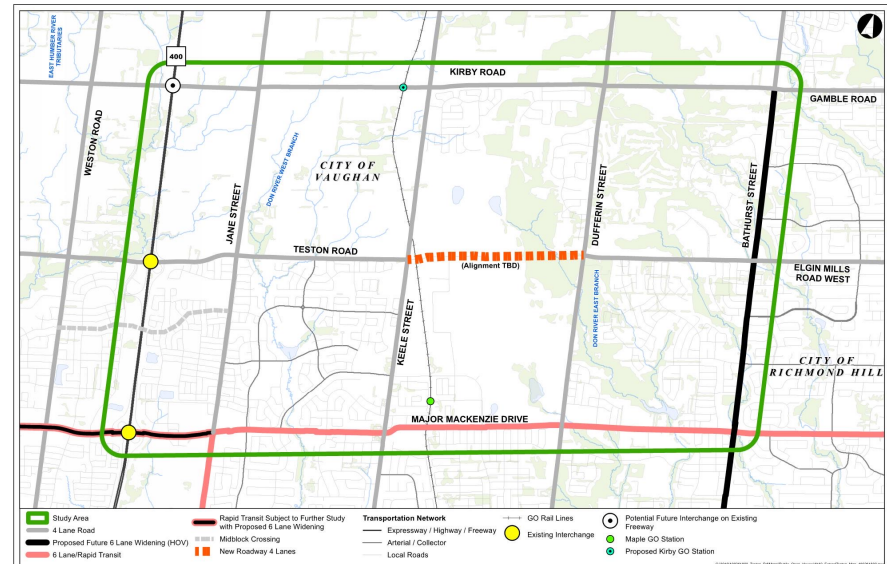 EAST HUMBER RIVER
TRIBUTARIES
400
KIRBY ROAD
GAMBLE ROAD
WESTON ROAD
CITY OF
VAUGHAN
DON RIVER WEST BRANCH
JANE STREET
DUFFERIN STREET
BATHURST STREET
TESTON ROAD
(Alignment TBD)
ELGIN MILLS
ROAD WEST
KEELE STREET
DON RIVER EAST BRANCH
CITY OF
RICHMOND HILL
MAJOR MACKENZIE DRIVE
Study Area
4 Lane Road
Proposed Future 6 Lane Widening (HOV)
6 Lane/Rapid Transit
Rapid Transit Subject to Further Study
with Proposed 6 Lane Widening
Midblock Crossing
New Roadway 4 Lanes
Transportation Network
Expressway / Highway / Freeway
Arterial / Collector
Local Roads
GO Rail Lines
Existing Interchange
Potential Future Interchange on Existing
Freeway
Maple GO Station
Proposed Kirby GO Station